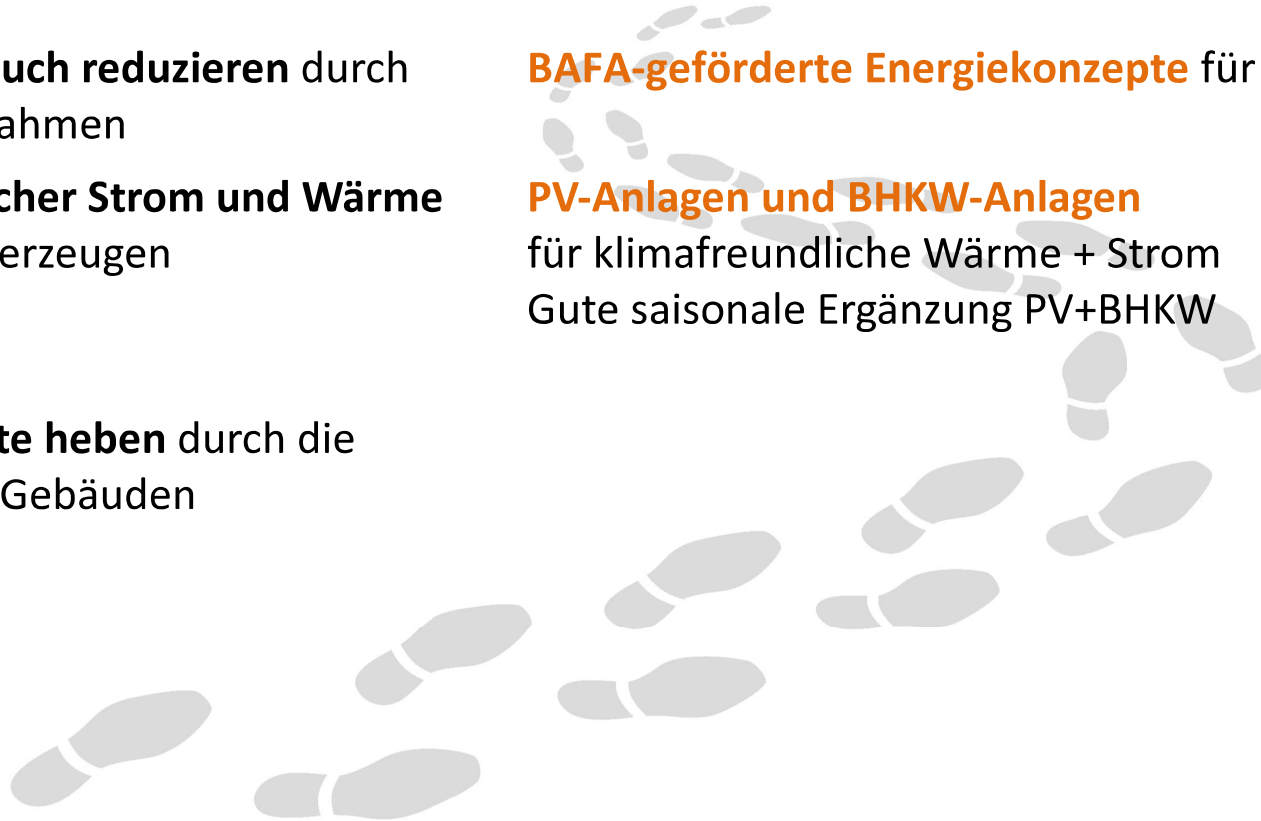 uch reduzieren durch
ahmen
cher Strom und Wärme
erzeugen
te heben durch die
Gebäuden
BAFA-geförderte Energiekonzepte für
PV-Anlagen und BHKW-Anlagen
für klimafreundliche Wärme + Strom
Gute saisonale Ergänzung PV+BHKW